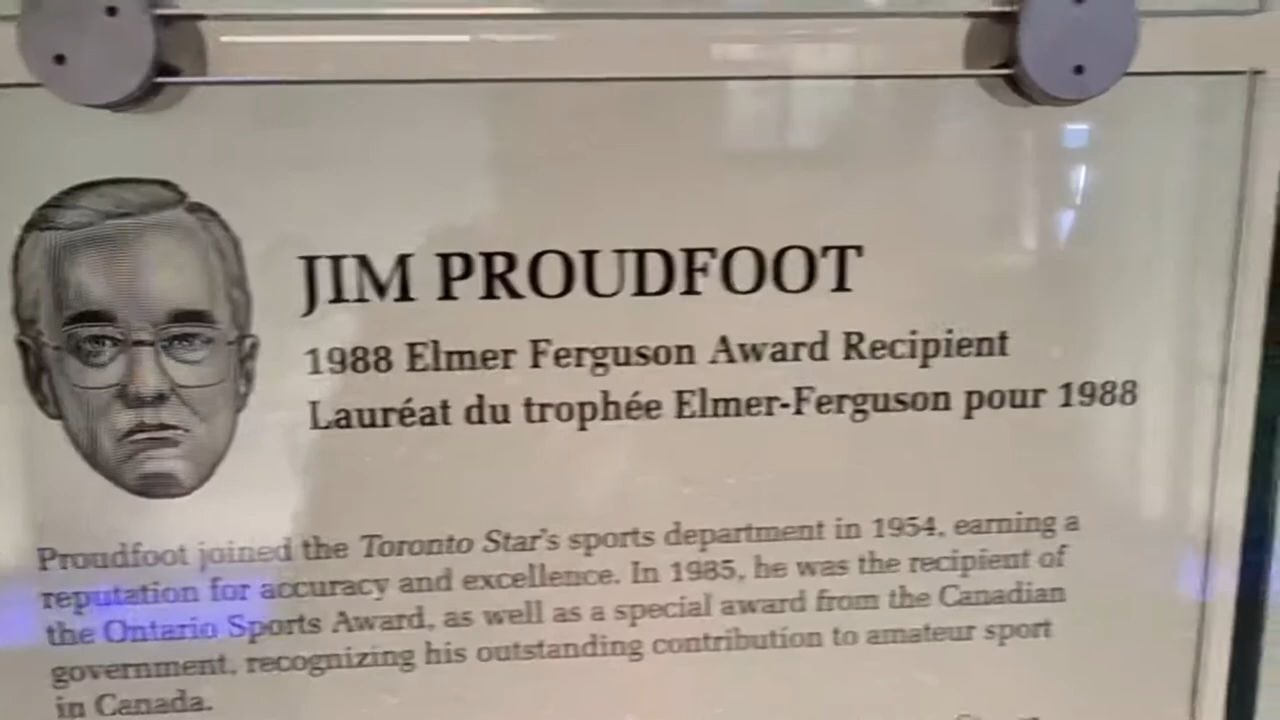 JIM PROUDFOOT
1988 Elmer Ferguson Award Recipient
Lauréat du trophée Elmer-Ferguson pour 1988
Proudfoot joined the Toronto Star's sports department in 1954, earning a
reputation for accuracy and excellence. In 1985, he was the recipient of
the Ontario Sports Award, as well as a special award from the Canadian
government, recognizing his outstanding contribution to amateur sport
in Canada.